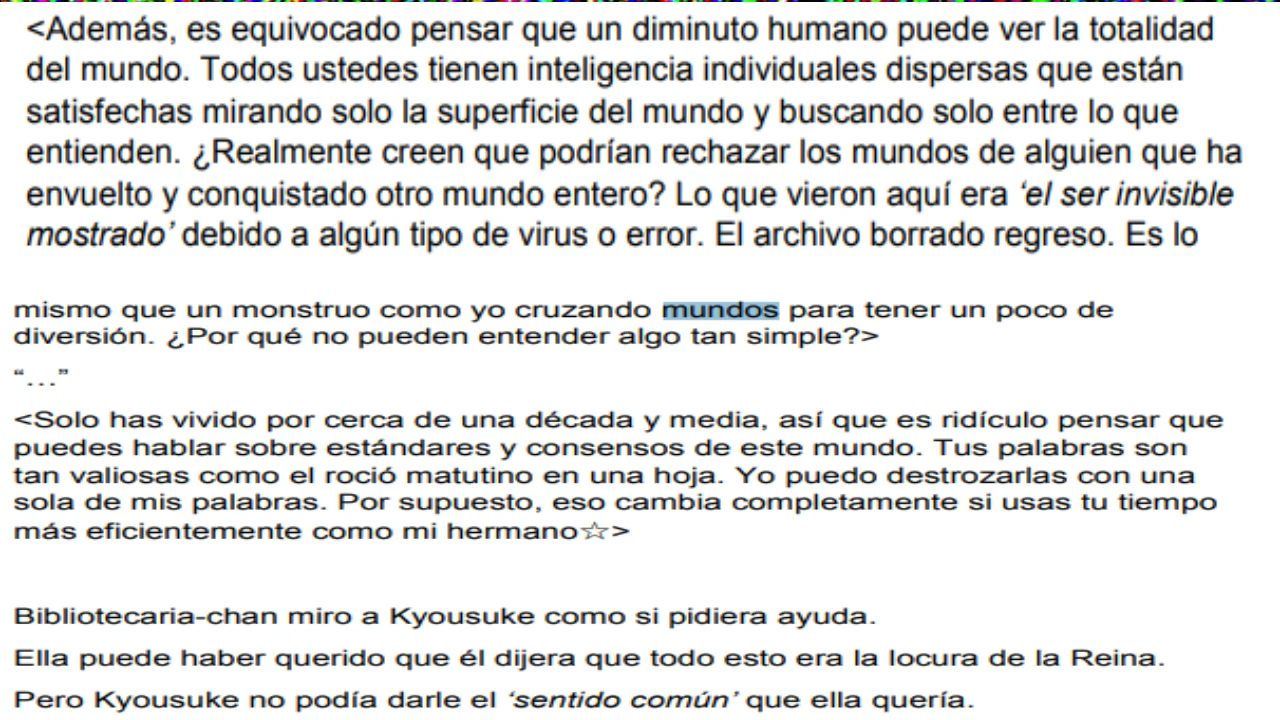 <Además, es equivocado pensar que un diminuto humano puede ver la totalidad
del mundo. Todos ustedes tienen inteligencia individuales dispersas que están
satisfechas mirando solo la superficie del mundo y buscando solo entre lo que
entienden. ¿Realmente creen que podrían rechazar los mundos de alguien que ha
envuelto y conquistado otro mundo entero? Lo que vieron aquí era ‘el ser invisible
mostrado’ debido a algún tipo de virus o error. El archivo borrado regreso. Es lo
mismo que un monstruo como yo cruzando mundos para tener un poco de
diversión. ¿Por qué no pueden entender algo tan simple?>
“…”
<Solo has vivido por cerca de una década y media, así que es ridículo pensar que
puedes hablar sobre estándares y consensos de este mundo. Tus palabras son
tan valiosas como el roció matutino en una hoja. Yo puedo destrozarlas con una
sola de mis palabras. Por supuesto, eso cambia completamente si usas tu tiempo
más eficientemente como mi hermano☆>
Bibliotecaria-chan miro a Kyousuke como si pidiera ayuda.
Ella puede haber querido que él dijera que todo esto era la locura de la Reina.
Pero Kyousuke no podía darle el ‘sentido común’ que ella quería.